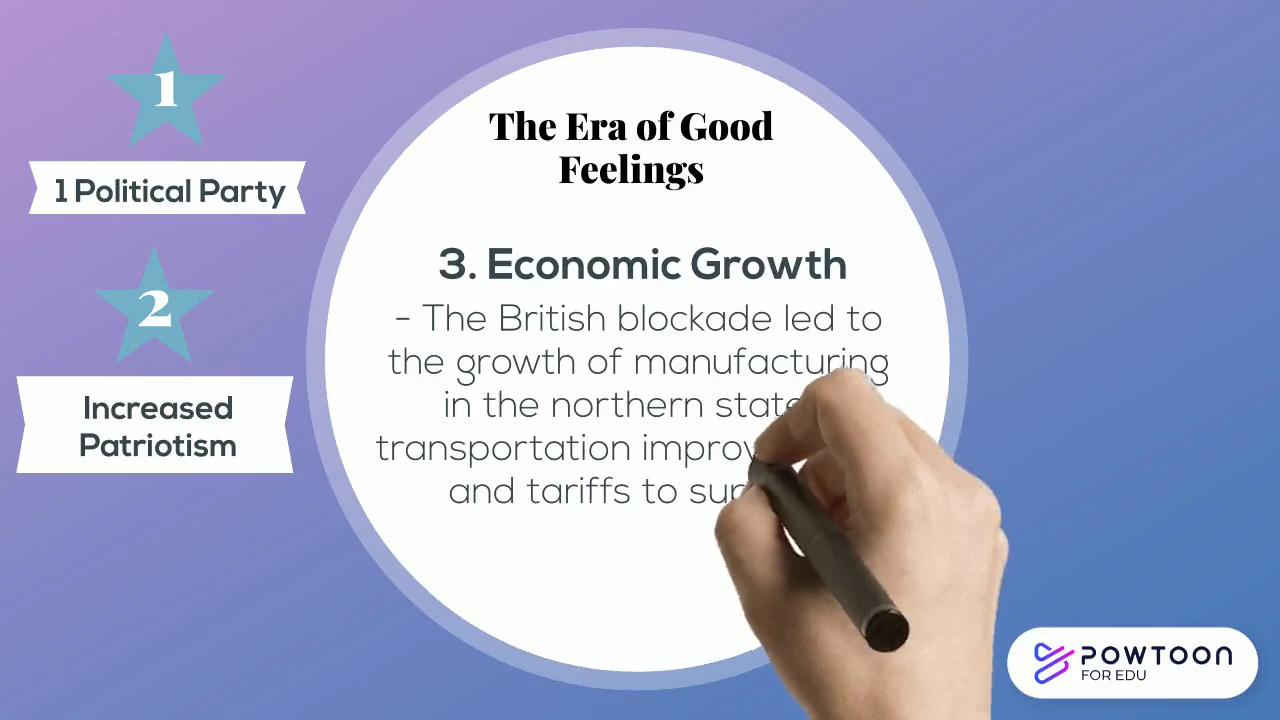 1
1 Political Party
2
Increased
Patriotism
The Era of Good
Feelings
3. Economic Growth
- The British blockade led to
the growth of manufacturing
in the northern
transportation
and tariffs to
POWTOON
FOR EDU